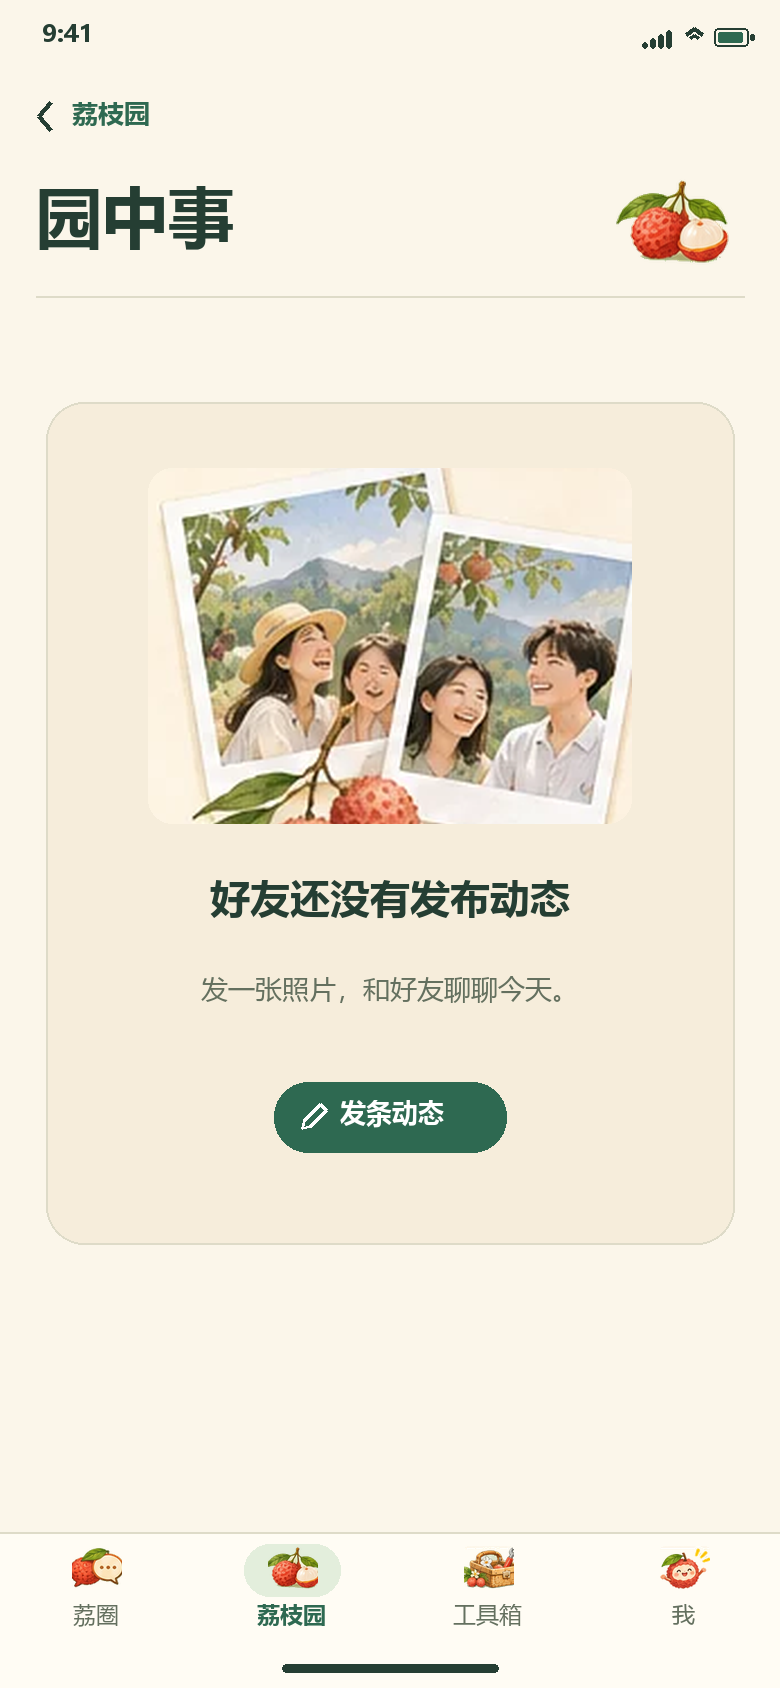 9:41
荔枝园
园中事
好友还没有发布动态
发一张照片，和好友聊聊今天。
发条动态
荔圈
荔枝园
工具箱
我